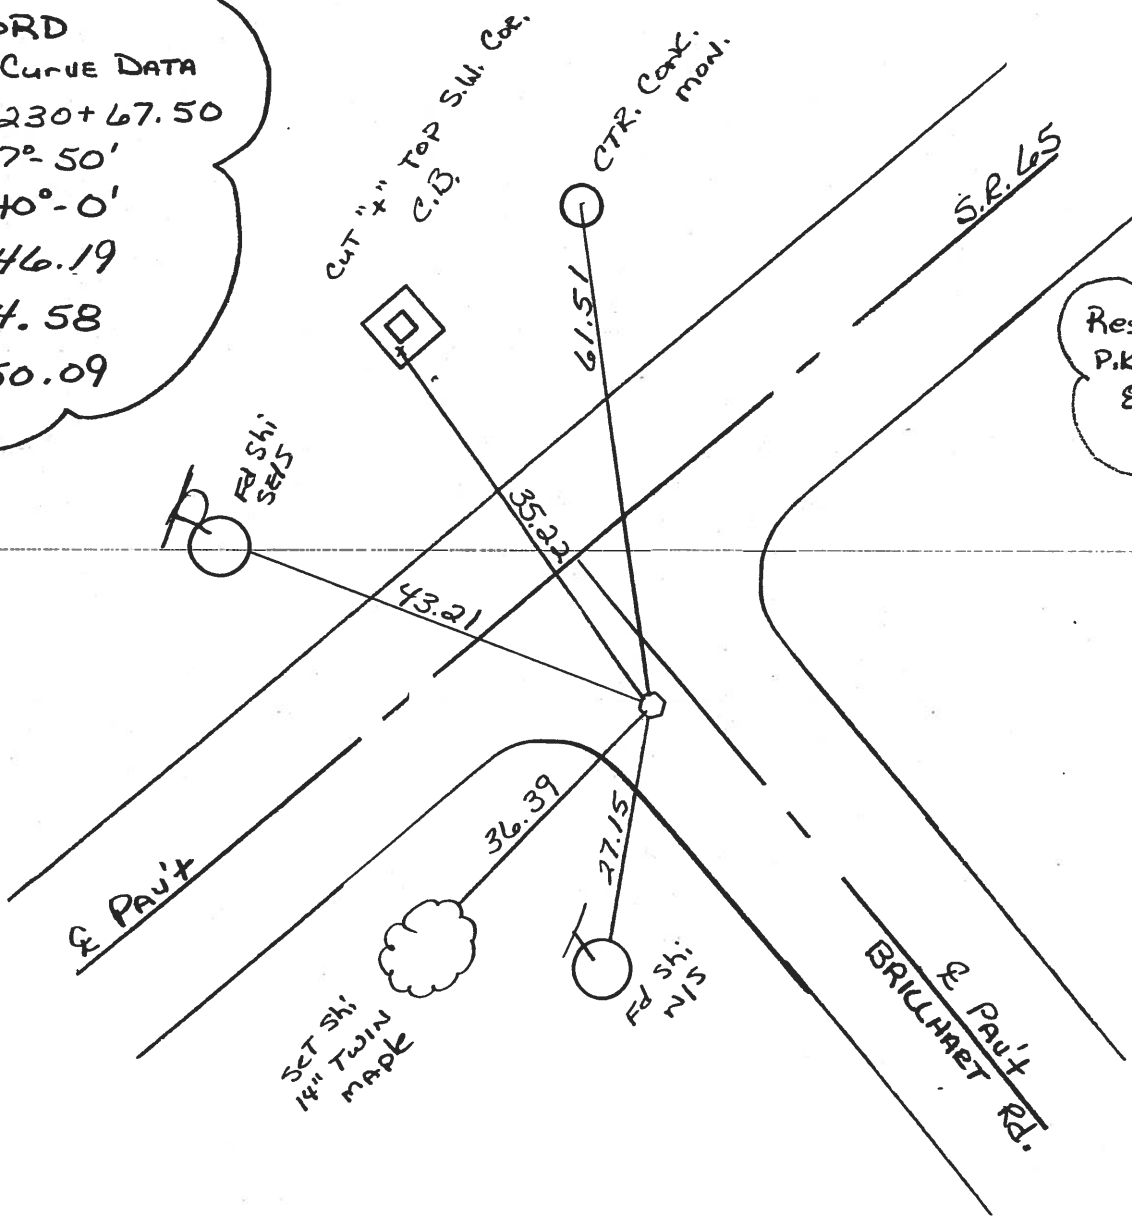 CURVE DATA
230+67.50
7°-50'
40°-0'
46.19
4.58
50.09
CUT "x" TOP S.W. COR.
C.B.
CTR. CONC.
MON.
S.R. 65
61.51
35.22
Fd Shi
SE/S
43.21
36.39
27.15
℄ PAV't
SET Shi
14" TWIN
MAPLE
Fd Shi
N/S
℄ PAV't
BRILLHART Rd.